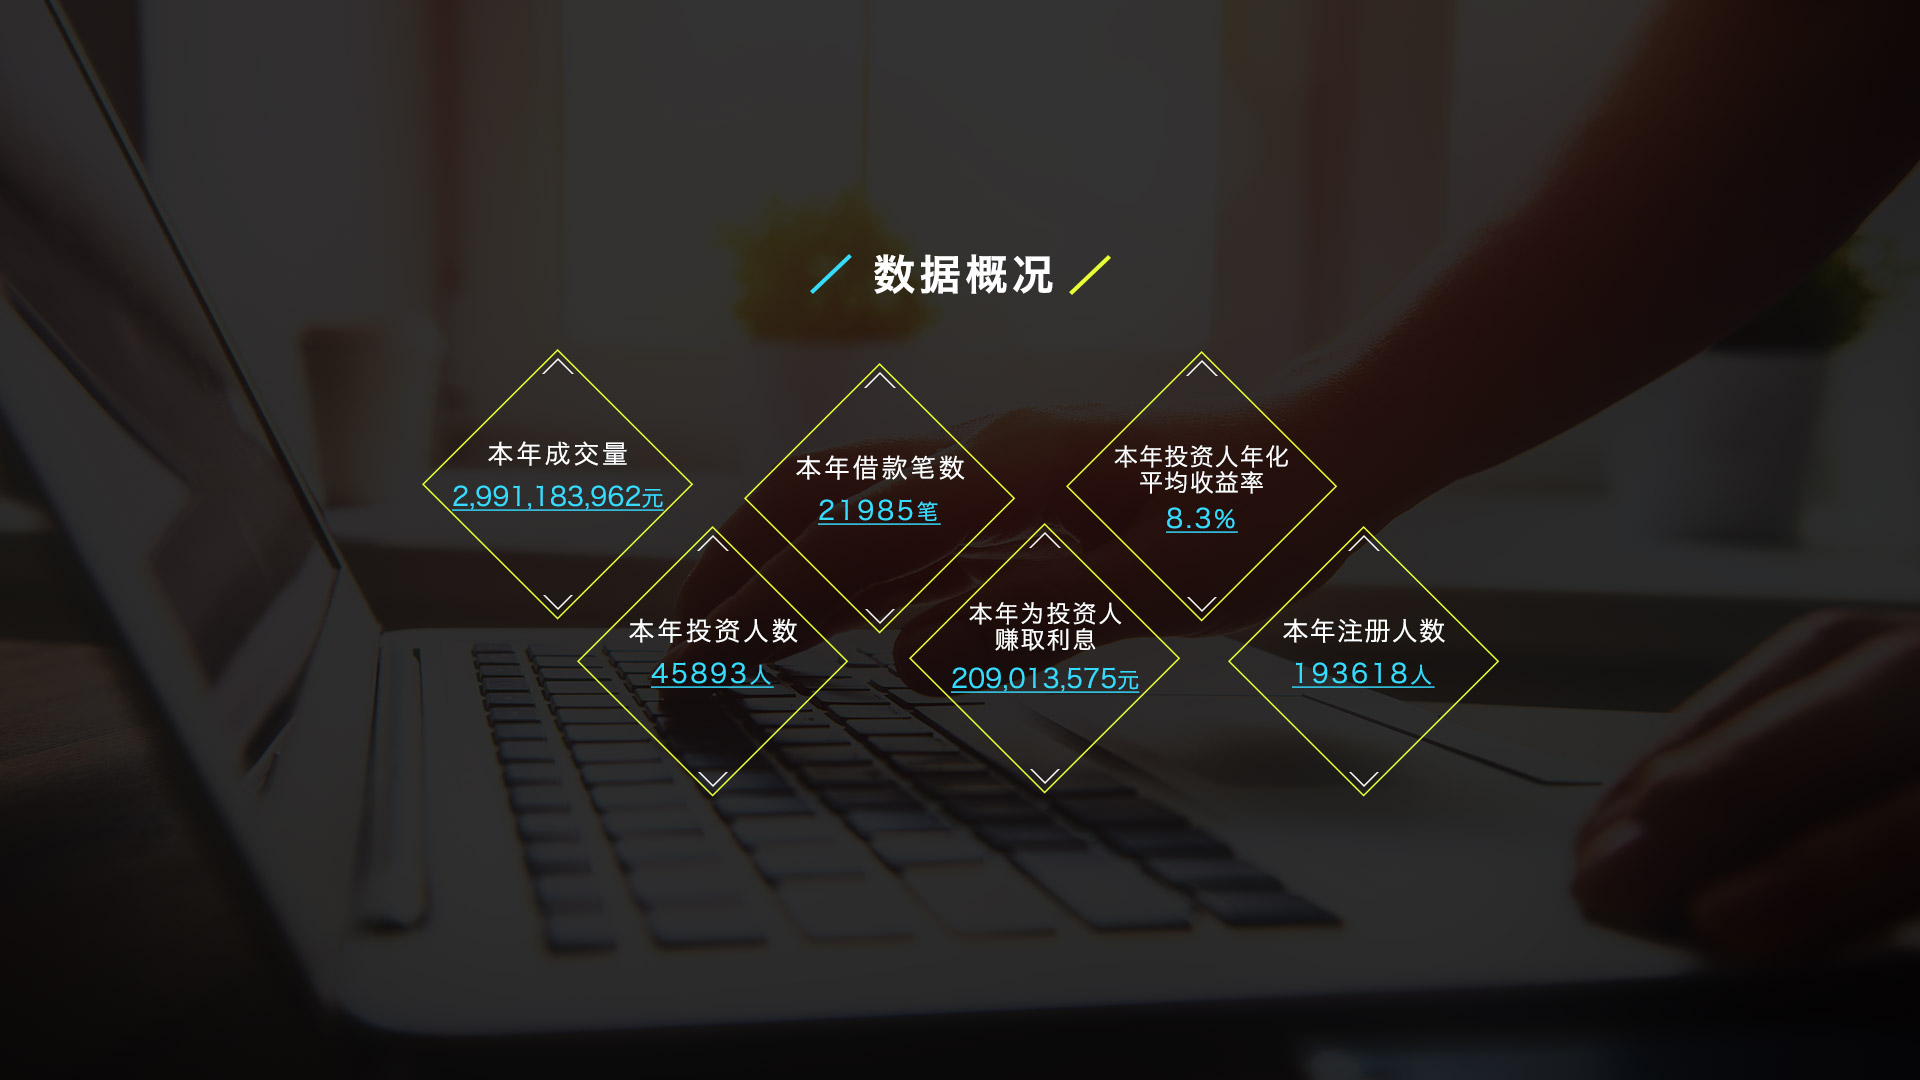 数据概况
本年成交量
2,991,183,962元
本年借款笔数
21985笔
本年投资人年化
平均收益率
8.3%
本年投资人数
45893人
本年为投资人
赚取利息
209,013,575元
本年注册人数
193618人